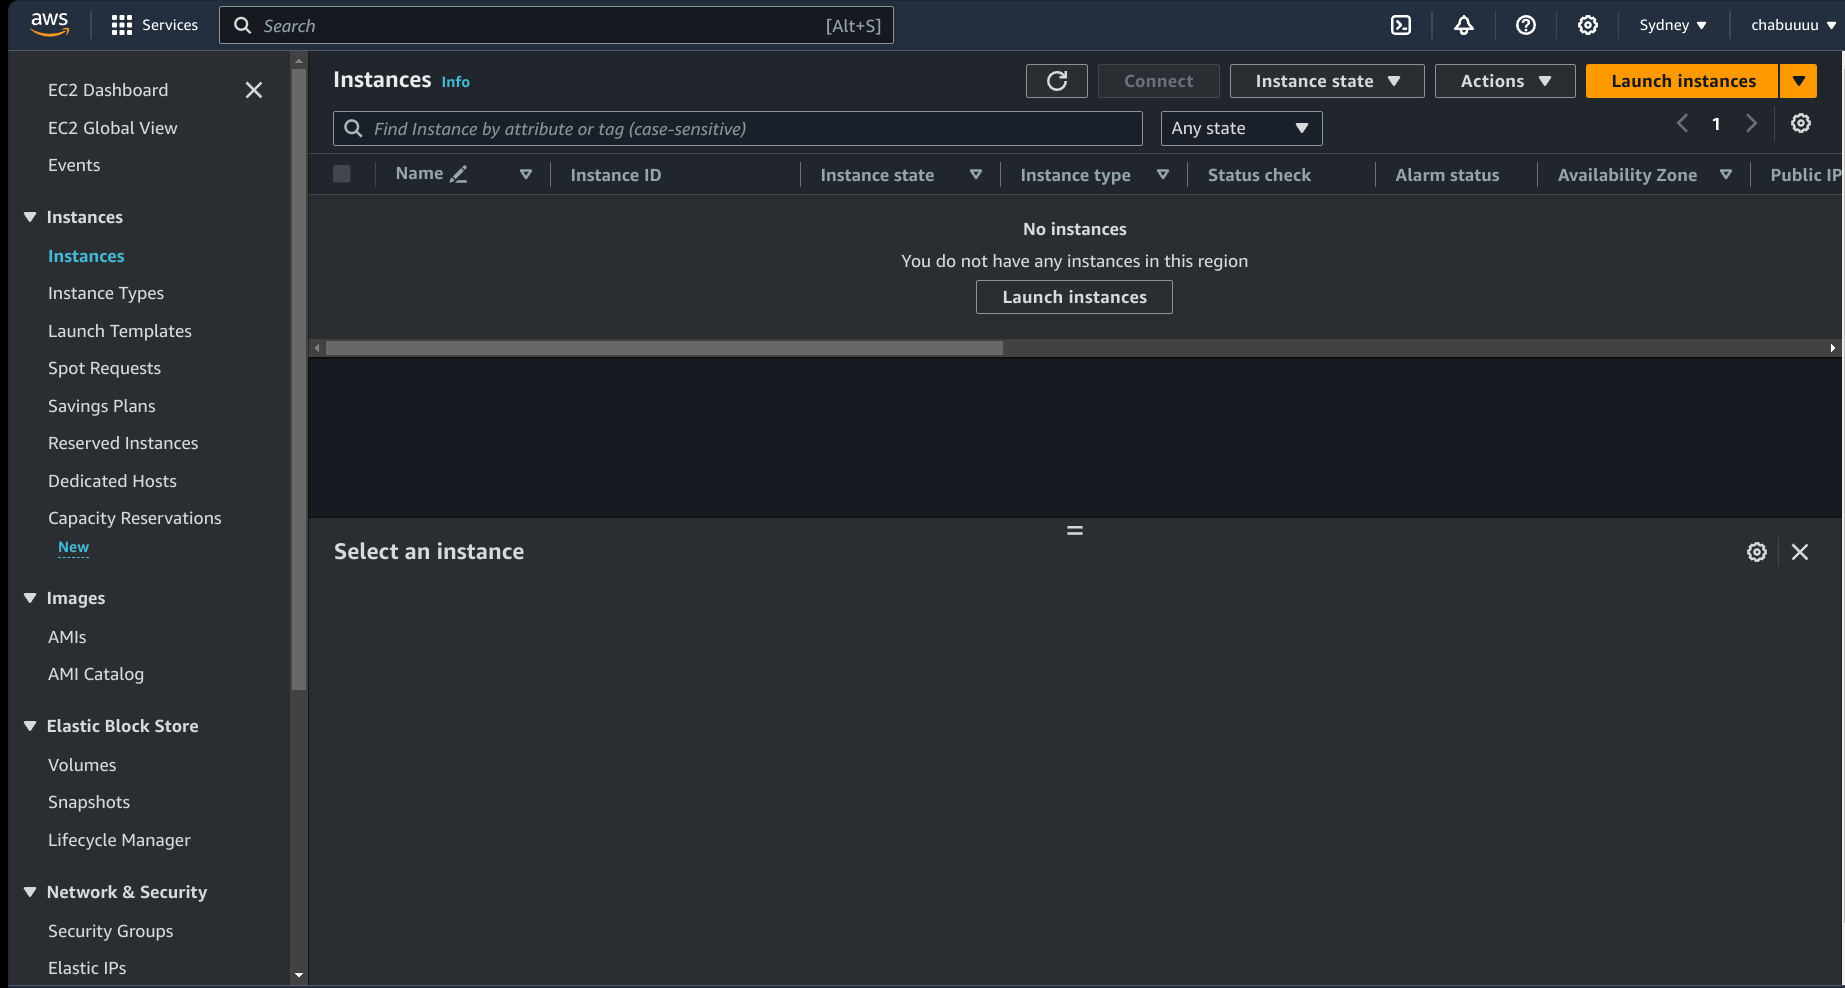 aws Services Search [Alt+S] Sydney chabuuuu
EC2 Dashboard
EC2 Global View
Events
Instances
Instances
Instance Types
Launch Templates
Spot Requests
Savings Plans
Reserved Instances
Dedicated Hosts
Capacity Reservations
New
Images
AMIs
AMI Catalog
Elastic Block Store
Volumes
Snapshots
Lifecycle Manager
Network & Security
Security Groups
Elastic IPs
Instances Info Connect Instance state Actions Launch instances
Find Instance by attribute or tag (case-sensitive) Any state 1
Name Instance ID Instance state Instance type Status check Alarm status Availability Zone Public IP
No instances
You do not have any instances in this region
Launch instances
Select an instance